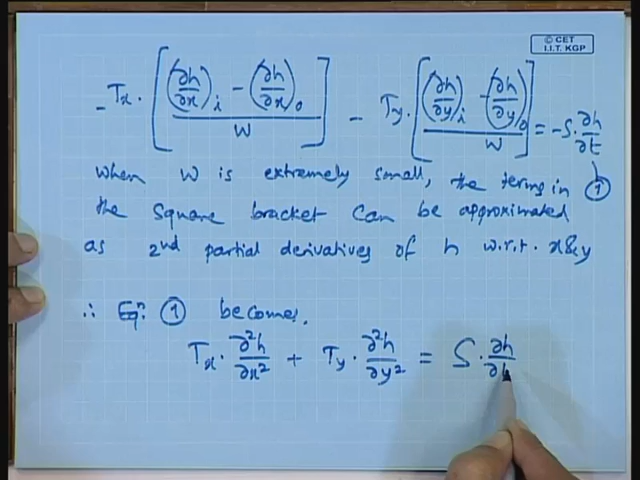 © CET
I.I.T. KGP
- Tx · [ ( (∂h/∂x)i - (∂h/∂x)o ) / W ] - Ty · [ ( (∂h/∂y)i - (∂h/∂y)o ) / W ] = -S · ∂h/∂t
①
When W is extremely small, the terms in
the square bracket can be approximated
as 2nd partial derivatives of h w.r.t. x & y
∴ Eqn. ① becomes,
Tx · ∂²h/∂x² + Ty · ∂²h/∂y² = S · ∂h/∂t